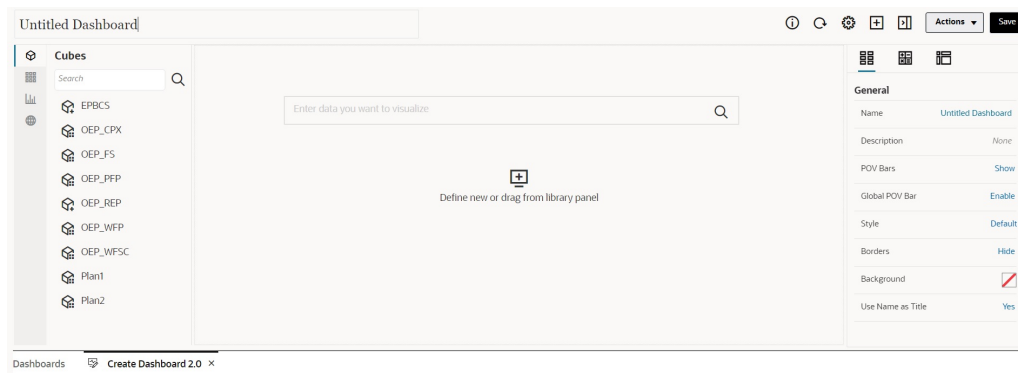 Untitled Dashboard
Actions
Save
Cubes
Search
EPBCS
OEP_CPX
OEP_FS
OEP_PFP
OEP_REP
OEP_WFP
OEP_WFSC
Plan1
Plan2
Enter data you want to visualize
Define new or drag from library panel
General
Name Untitled Dashboard
Description None
POV Bars Show
Global POV Bar Enable
Style Default
Borders Hide
Background
Use Name as Title Yes
Dashboards Create Dashboard 2.0 ×